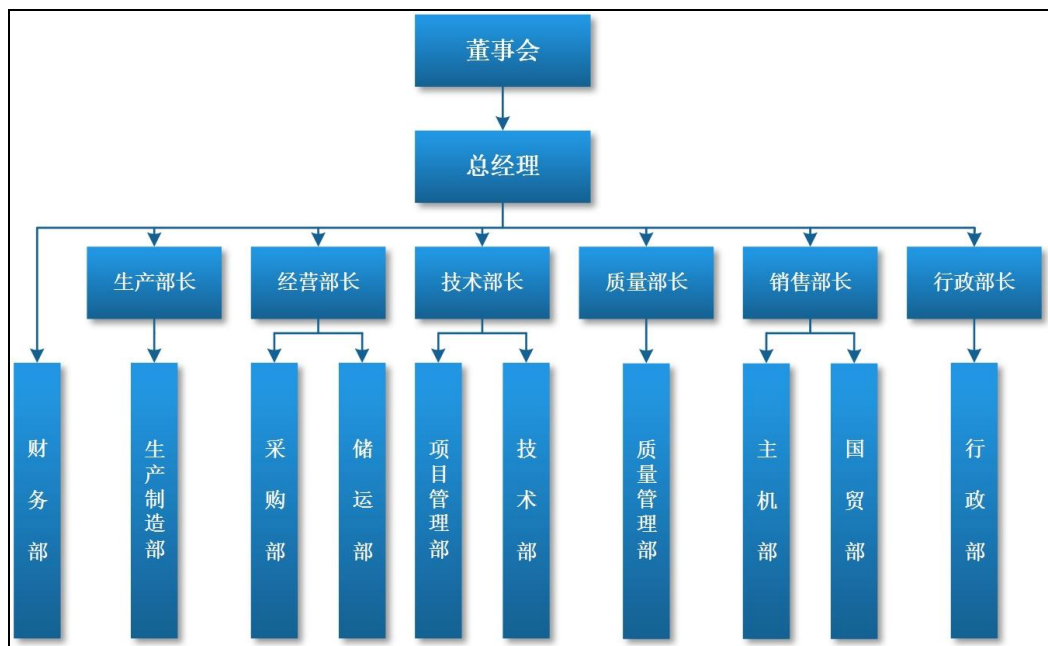 董事会
总经理
生产部长
经营部长
技术部长
质量部长
销售部长
行政部长
财务部
生产制造部
采购部
储运部
项目管理部
技术部
质量管理部
主机部
国贸部
行政部